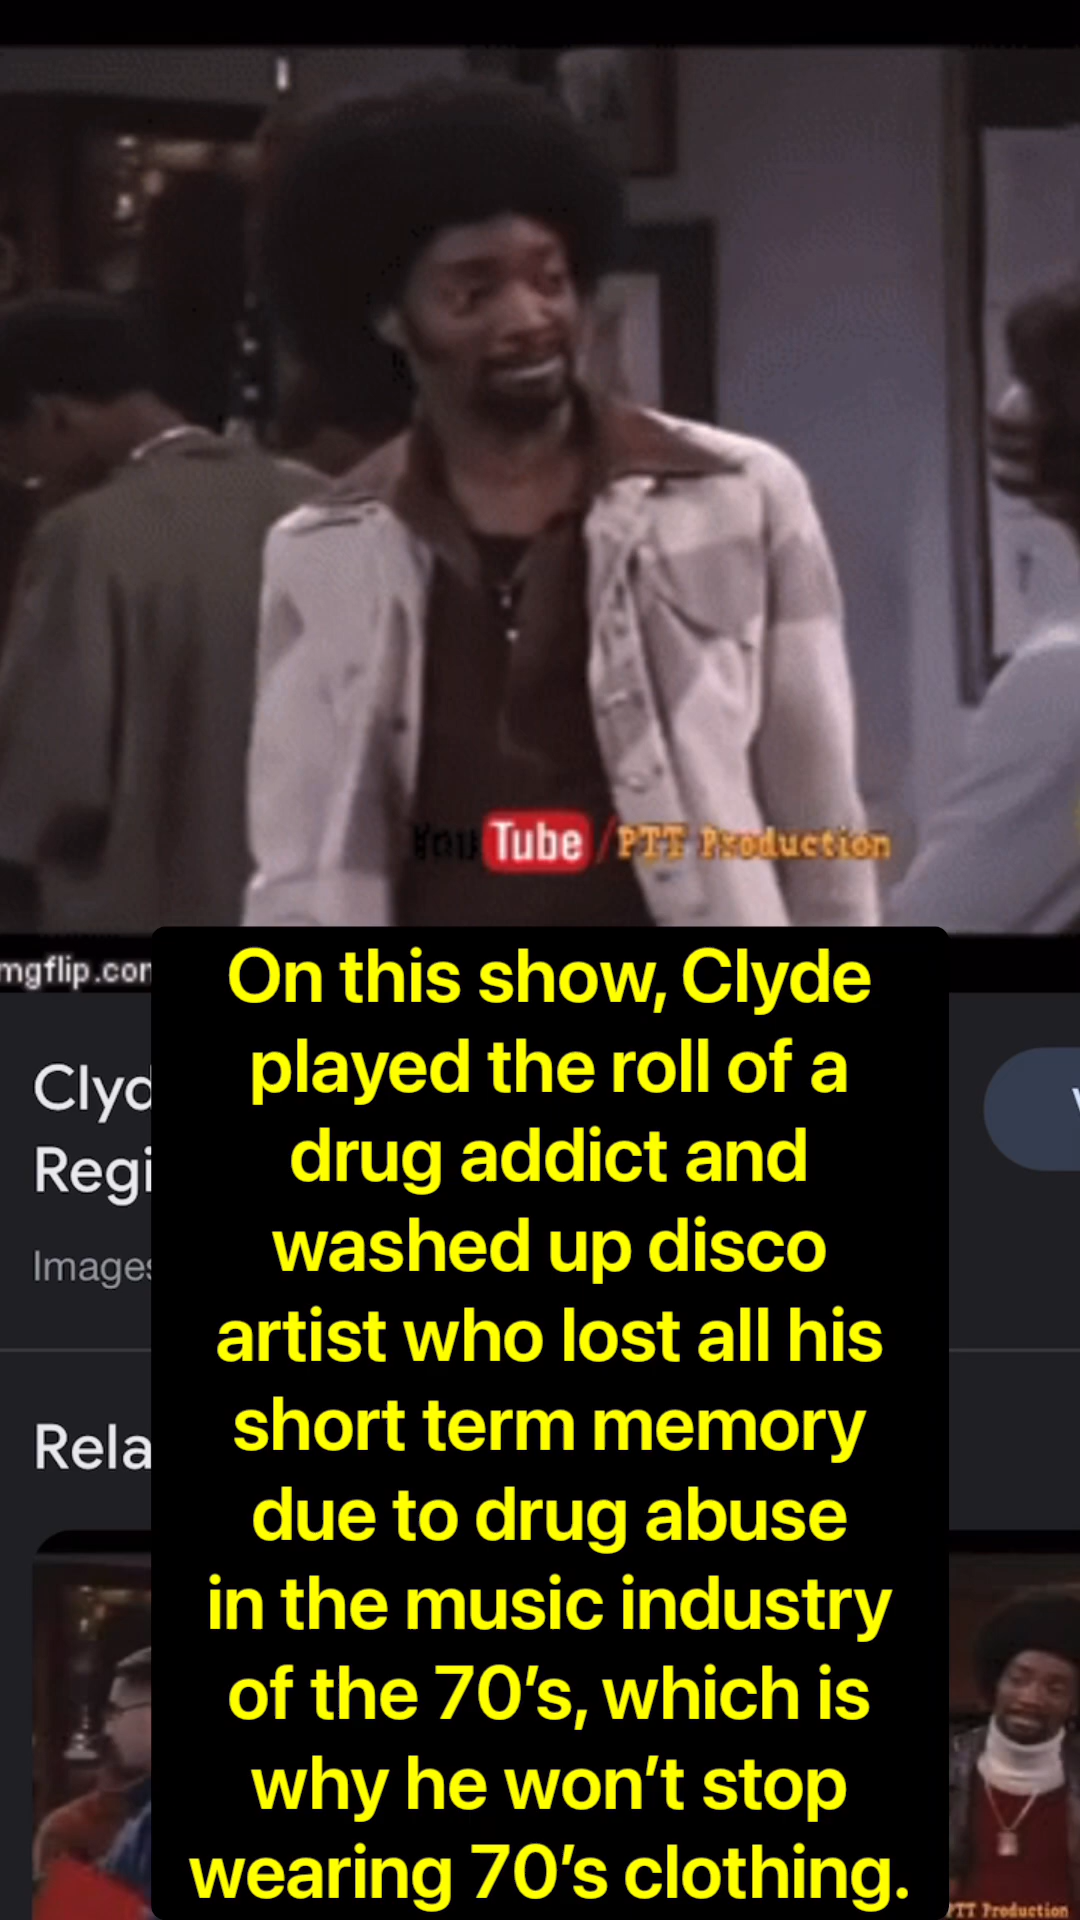 YouTube/PTT Production
mgflip.com
On this show, Clyde
played the roll of a
drug addict and
washed up disco
artist who lost all his
short term memory
due to drug abuse
in the music industry
of the 70’s, which is
why he won’t stop
wearing 70’s clothing.
Clyd
Regi
Images
Rela
PTT Production